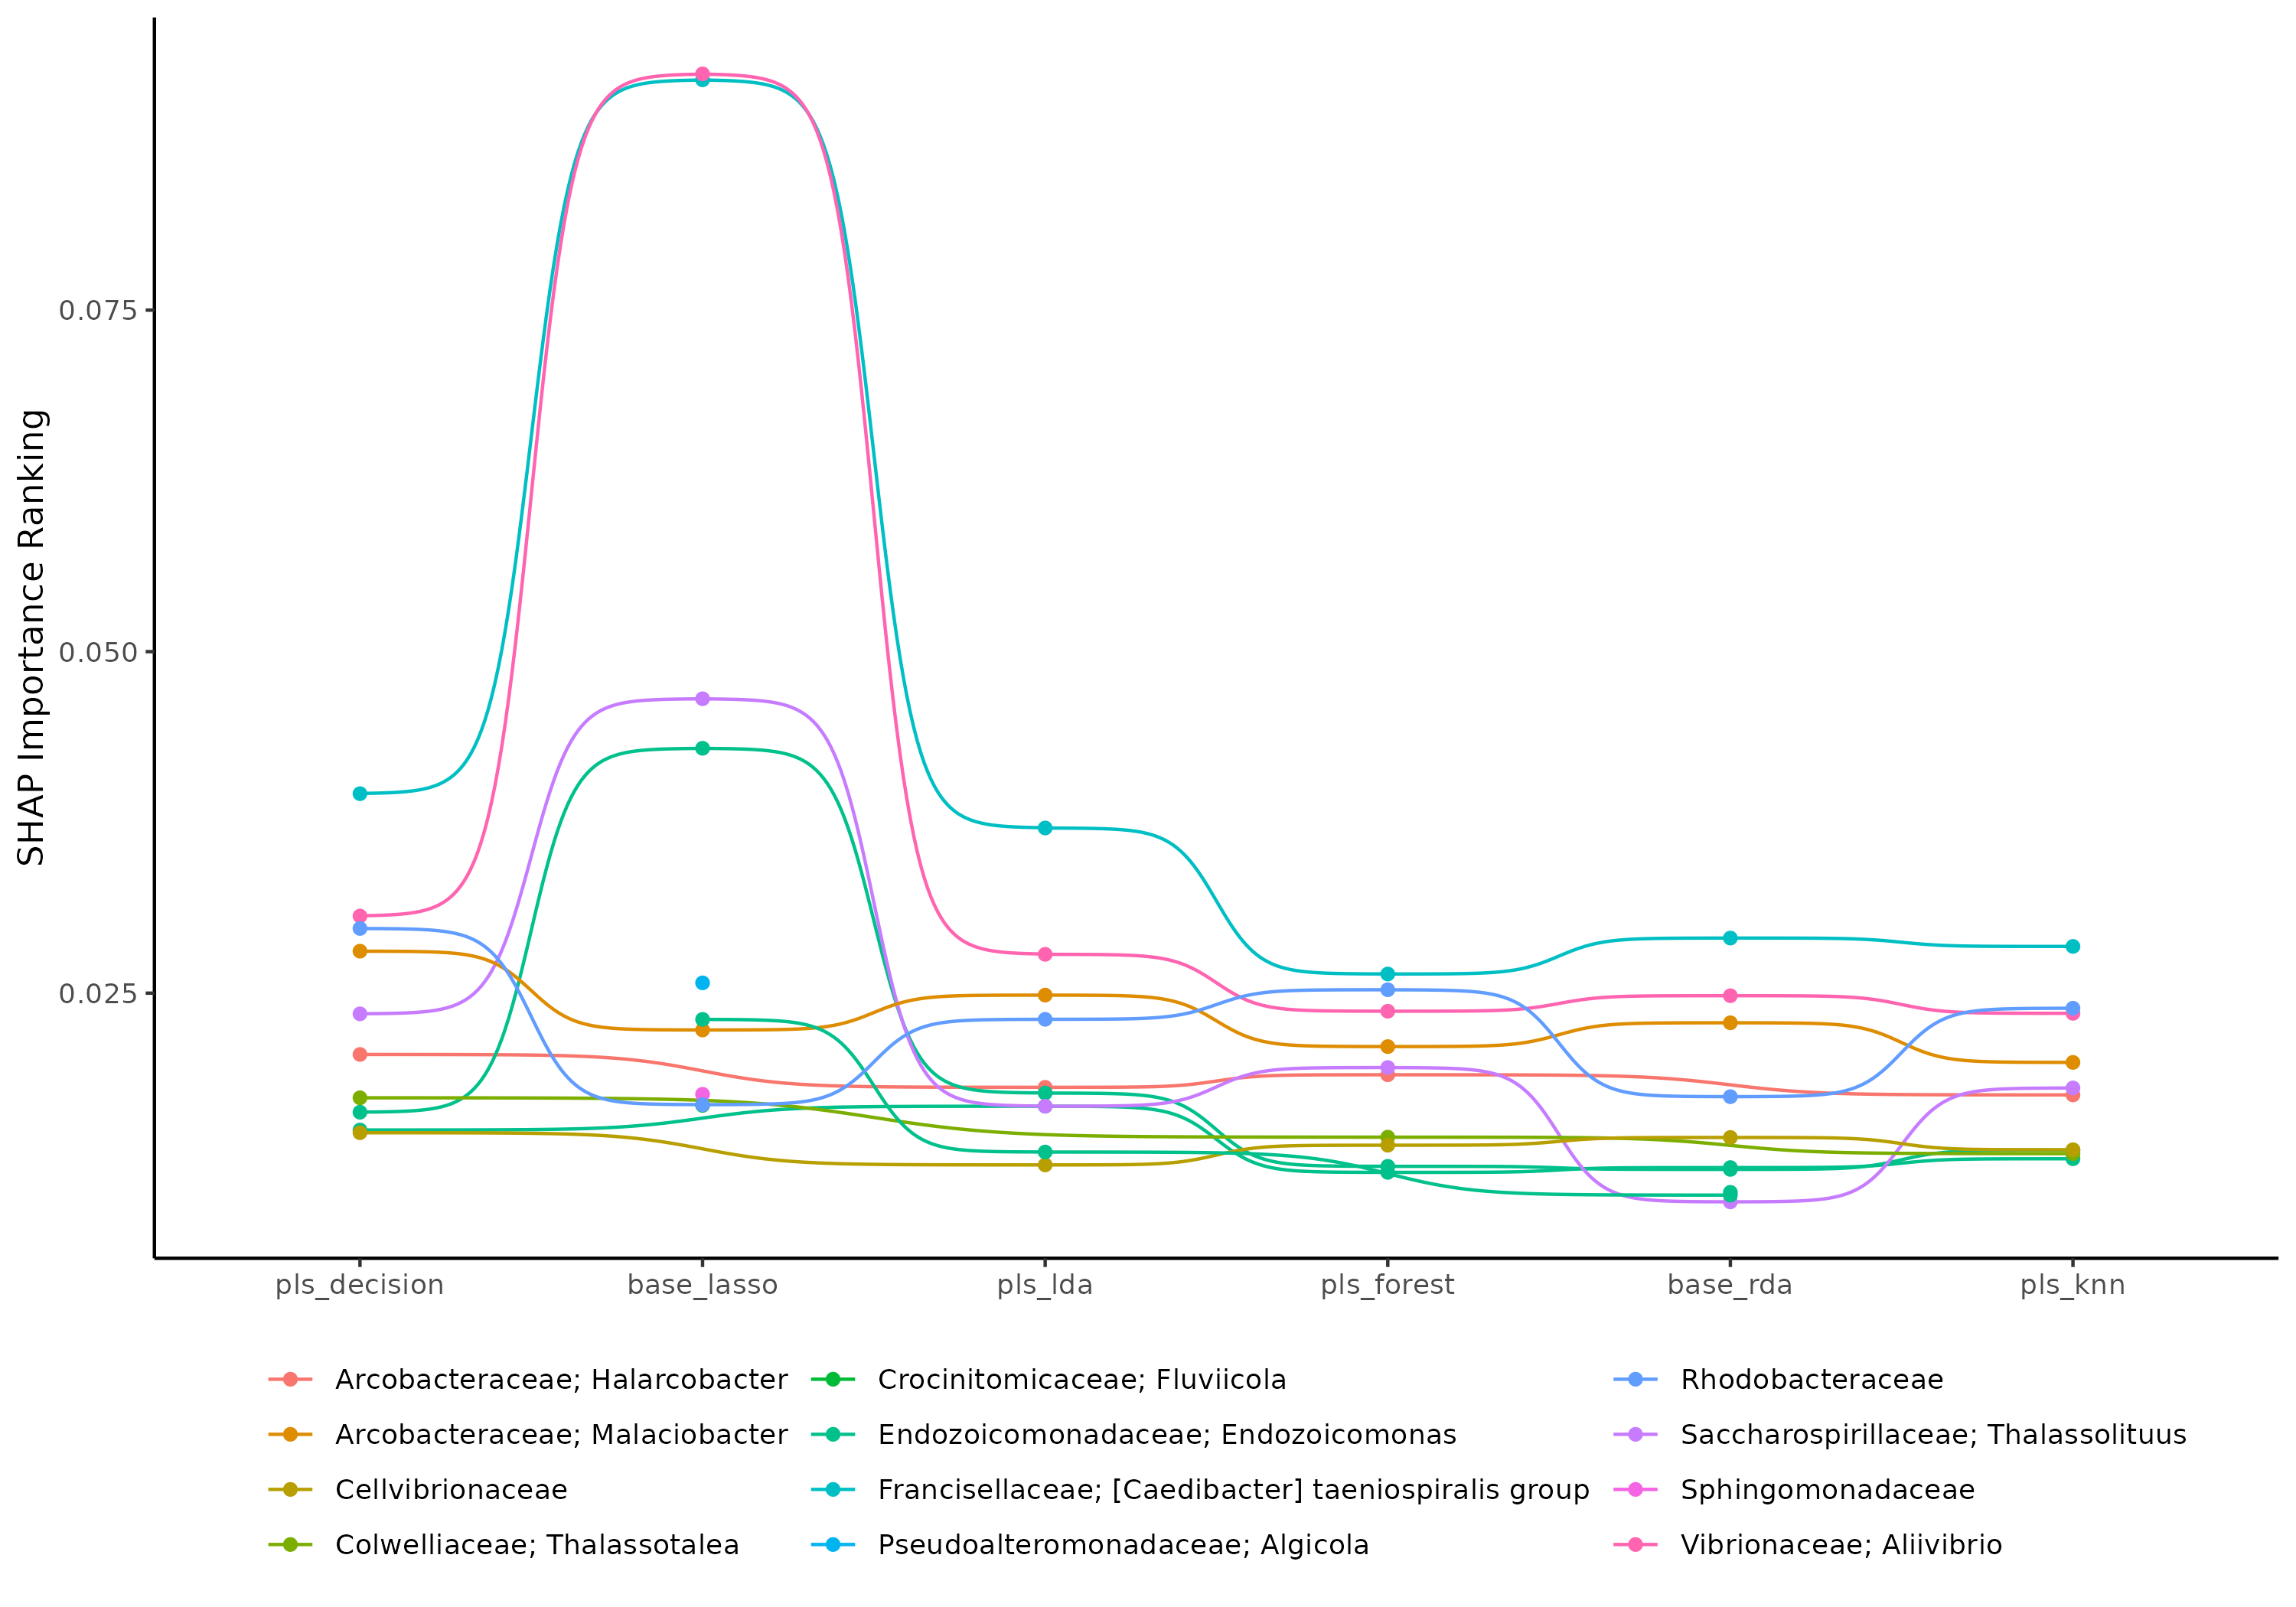 SHAP Importance Ranking
0.075
0.050
0.025
pls_decision base_lasso pls_lda pls_forest base_rda pls_knn
Arcobacteraceae; Halarcobacter Crocinitomicaceae; Fluviicola Rhodobacteraceae
Arcobacteraceae; Malaciobacter Endozoicomonadaceae; Endozoicomonas Saccharospirillaceae; Thalassolituus
Cellvibrionaceae Francisellaceae; [Caedibacter] taeniospiralis group Sphingomonadaceae
Colwelliaceae; Thalassotalea Pseudoalteromonadaceae; Algicola Vibrionaceae; Aliivibrio